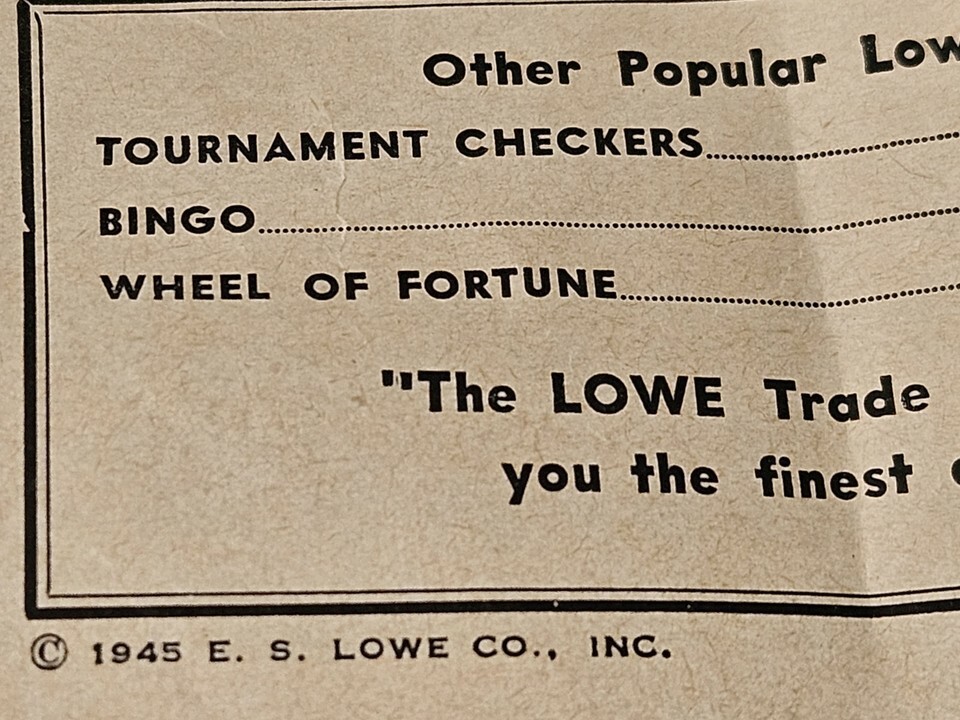 Other Popular Low
TOURNAMENT CHECKERS
BINGO
WHEEL OF FORTUNE
"The LOWE Trade
you the finest
© 1945 E. S. LOWE CO., INC.